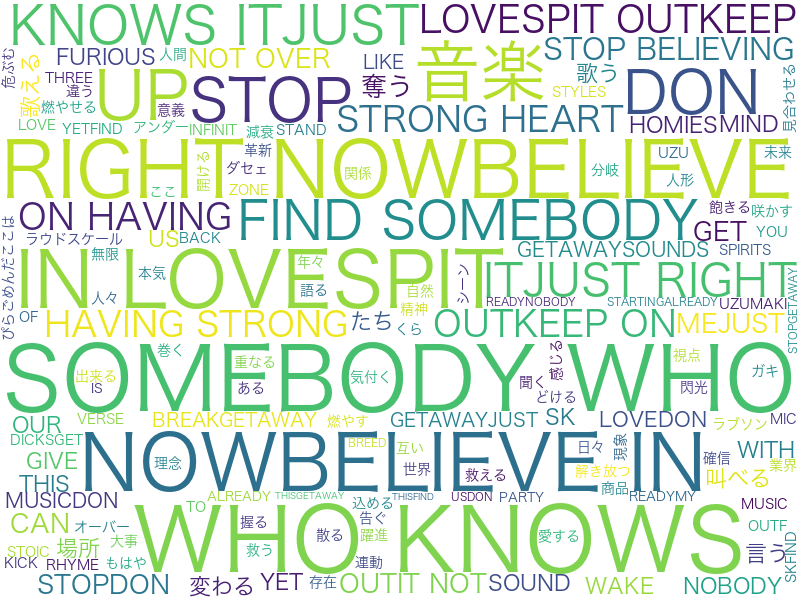 KNOWS ITJUST
LOVESPIT OUTKEEP
危ぶむ
FURIOUS
人間
NOT OVER
LIKE
音楽
STOP BELIEVING
THREE
違う
歌える
UP
STOP
奪う
歌う
DON
見合わせる
燃やせる
意義
STYLES
LOVE
YETFIND
アンダー
INFINIT
減衰
STAND
STRONG HEART
HOMIES
MIND
革新
RIGHT NOWBELIEVE
ここ
開ける
ダセェ
関係
分岐
UZU
未来
ZONE
人形
ON HAVING
FIND SOMEBODY
飽きる
咲かす
GET
YOU
ぴらごめんだここは
ラウドスケール
US
BACK
GETAWAYSOUNDS
SPIRITS
無限
IN LOVESPIT
年々
シーン
ITJUST RIGHT
本気
語る
自然
人々
精神
READYNOBODY
STARTINGALREADY
UZUMAKI
STOPGETAWAY
OF
HAVING STRONG
たち
くら
OUTKEEP ON
MEJUST
SOMEBODY WHO
巻く
重なる
感じる
視点
出来る
気付く
聞く
閃光
ガキ
IS
ある
どける
OUR
VERSE
BREAKGETAWAY
燃やす
GETAWAYJUST
SK
LOVEDON
ラブソン
MIC
DICKSGET
NOWBELIEVE IN
BREED
互い
日々
現象
確信
WITH
GIVE
理念
世界
救える
解き放つ
業界
THIS
商品
叫べる
MUSICDON
ALREADY
THISGETAWAY
込める
THISFIND
USDON
PARTY
READYMY
MUSIC
TO
CAN
オーバー
WHO KNOWS
握る
告ぐ
OUTF
散る
躍進
愛する
STOIC
場所
大事
救う
言う
SKFIND
KICK
RHYME
もはや
連動
STOPDON
変わる
YET
存在
OUTIT NOT
SOUND
WAKE
NOBODY